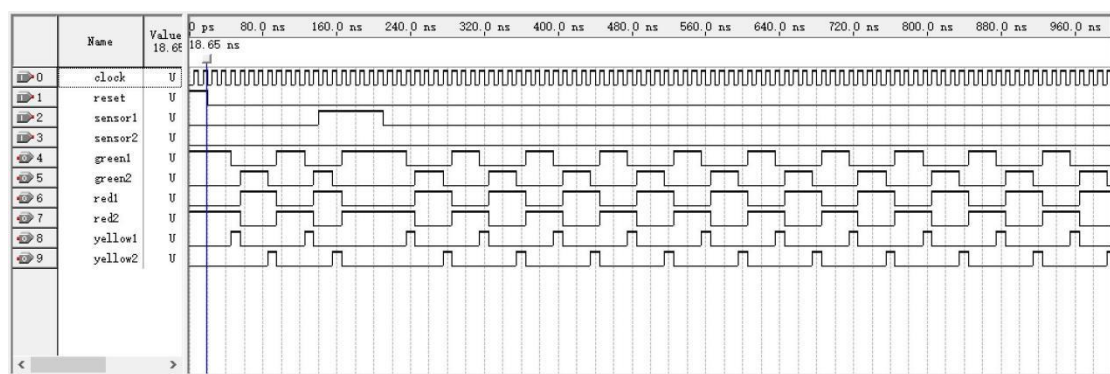 Name
Value
18.65
0 ps 80.0 ns 160.0 ns 240.0 ns 320.0 ns 400.0 ns 480.0 ns 560.0 ns 640.0 ns 720.0 ns 800.0 ns 880.0 ns 960.0 ns
18.65 ns
0 clock U
1 reset U
2 sensor1 U
3 sensor2 U
4 green1 U
5 green2 U
6 red1 U
7 red2 U
8 yellow1 U
9 yellow2 U